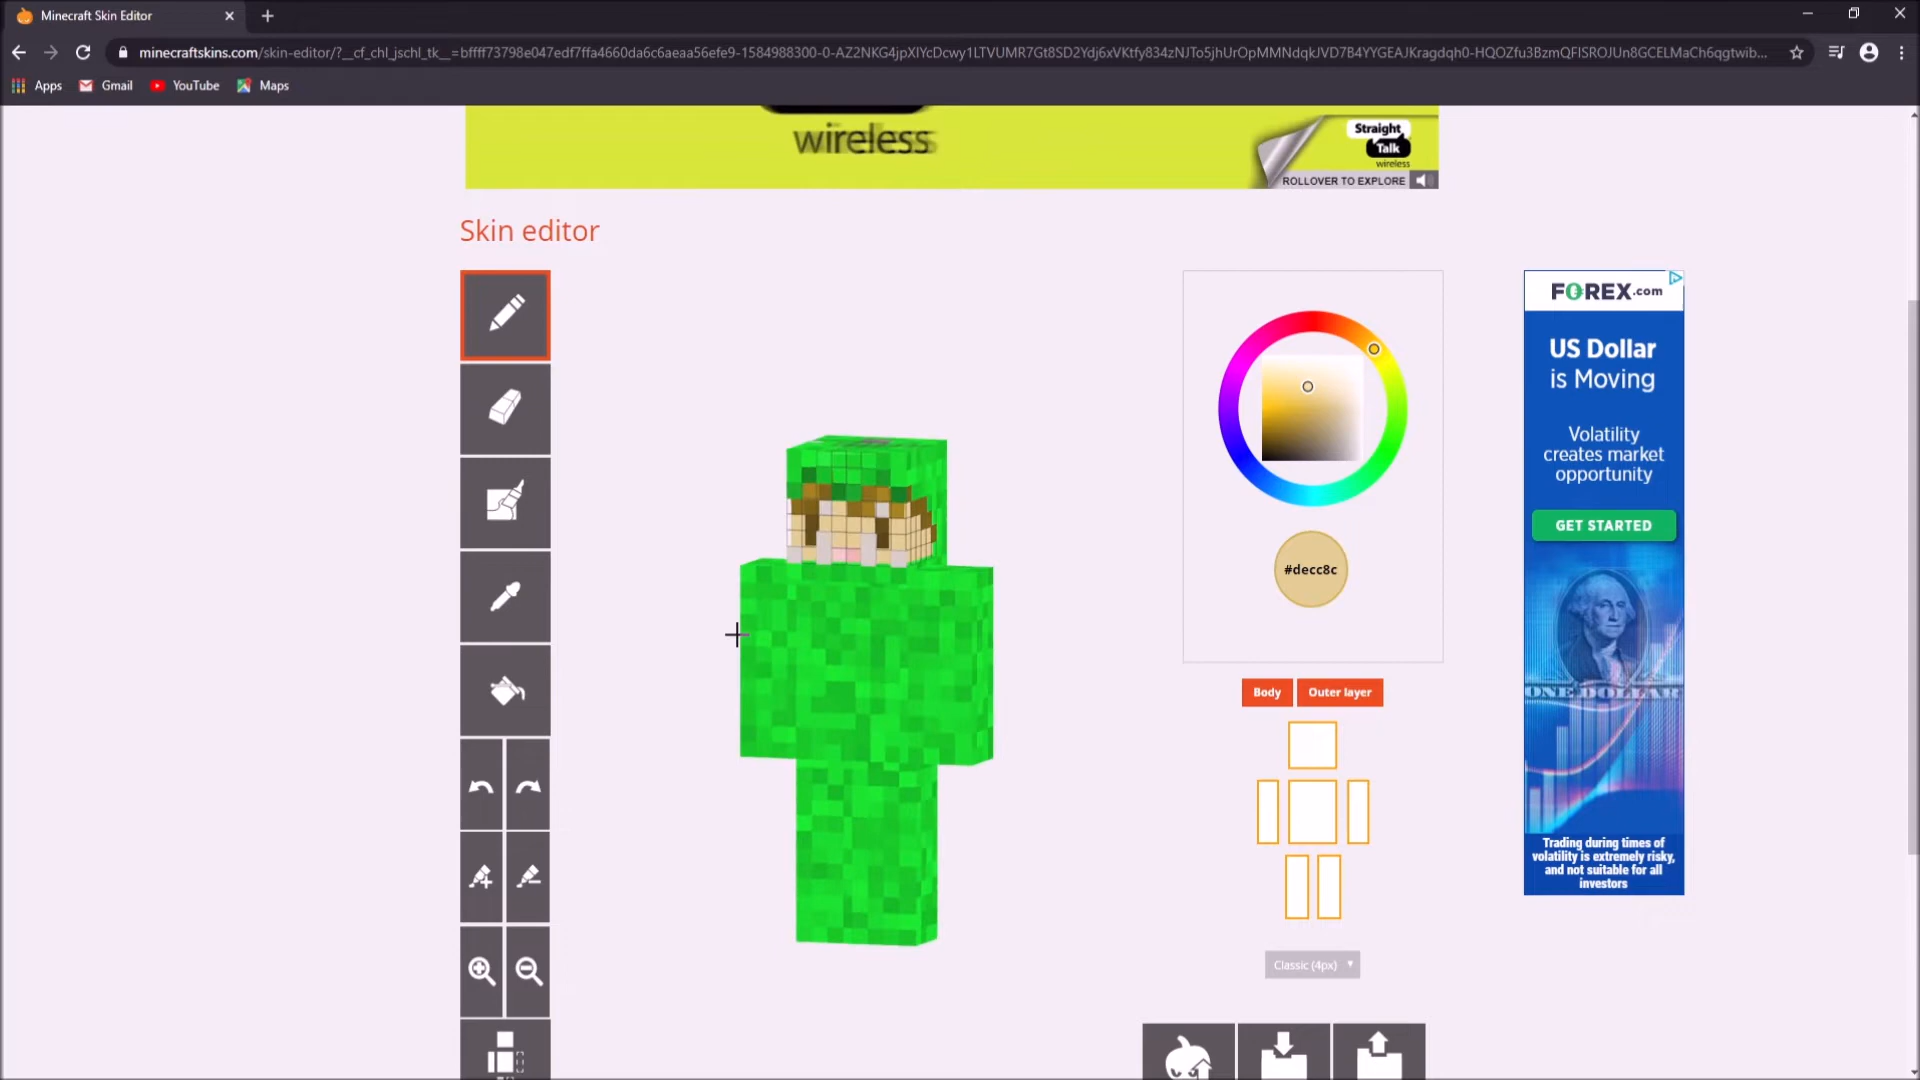 Minecraft Skin Editor
minecraftskins.com/skin-editor/?__cf_chl_jschl_tk__=bffff73798e047edf7ffa4660da6c6aeaa56efe9-1584988300-0-AZ2NKG4jpXIYcDcwy1LTVUMR7Gt8SD2Ydj6xVKtfy834zNJTo5jhUrOpMMNdqkJVD7B4YYGEAJKragdqh0-HQOZfu3BzmQFISROJUn8GCELMaCh6qgtwib...
Apps Gmail YouTube Maps
wireless
Straight
Talk
wireless
ROLLOVER TO EXPLORE
Skin editor
FOREX.com
US Dollar
is Moving
Volatility
creates market
opportunity
GET STARTED
#decc8c
Body Outer layer
ONE DOLLAR
Trading during times of
volatility is extremely risky,
and not suitable for all
investors
Classic (4px)